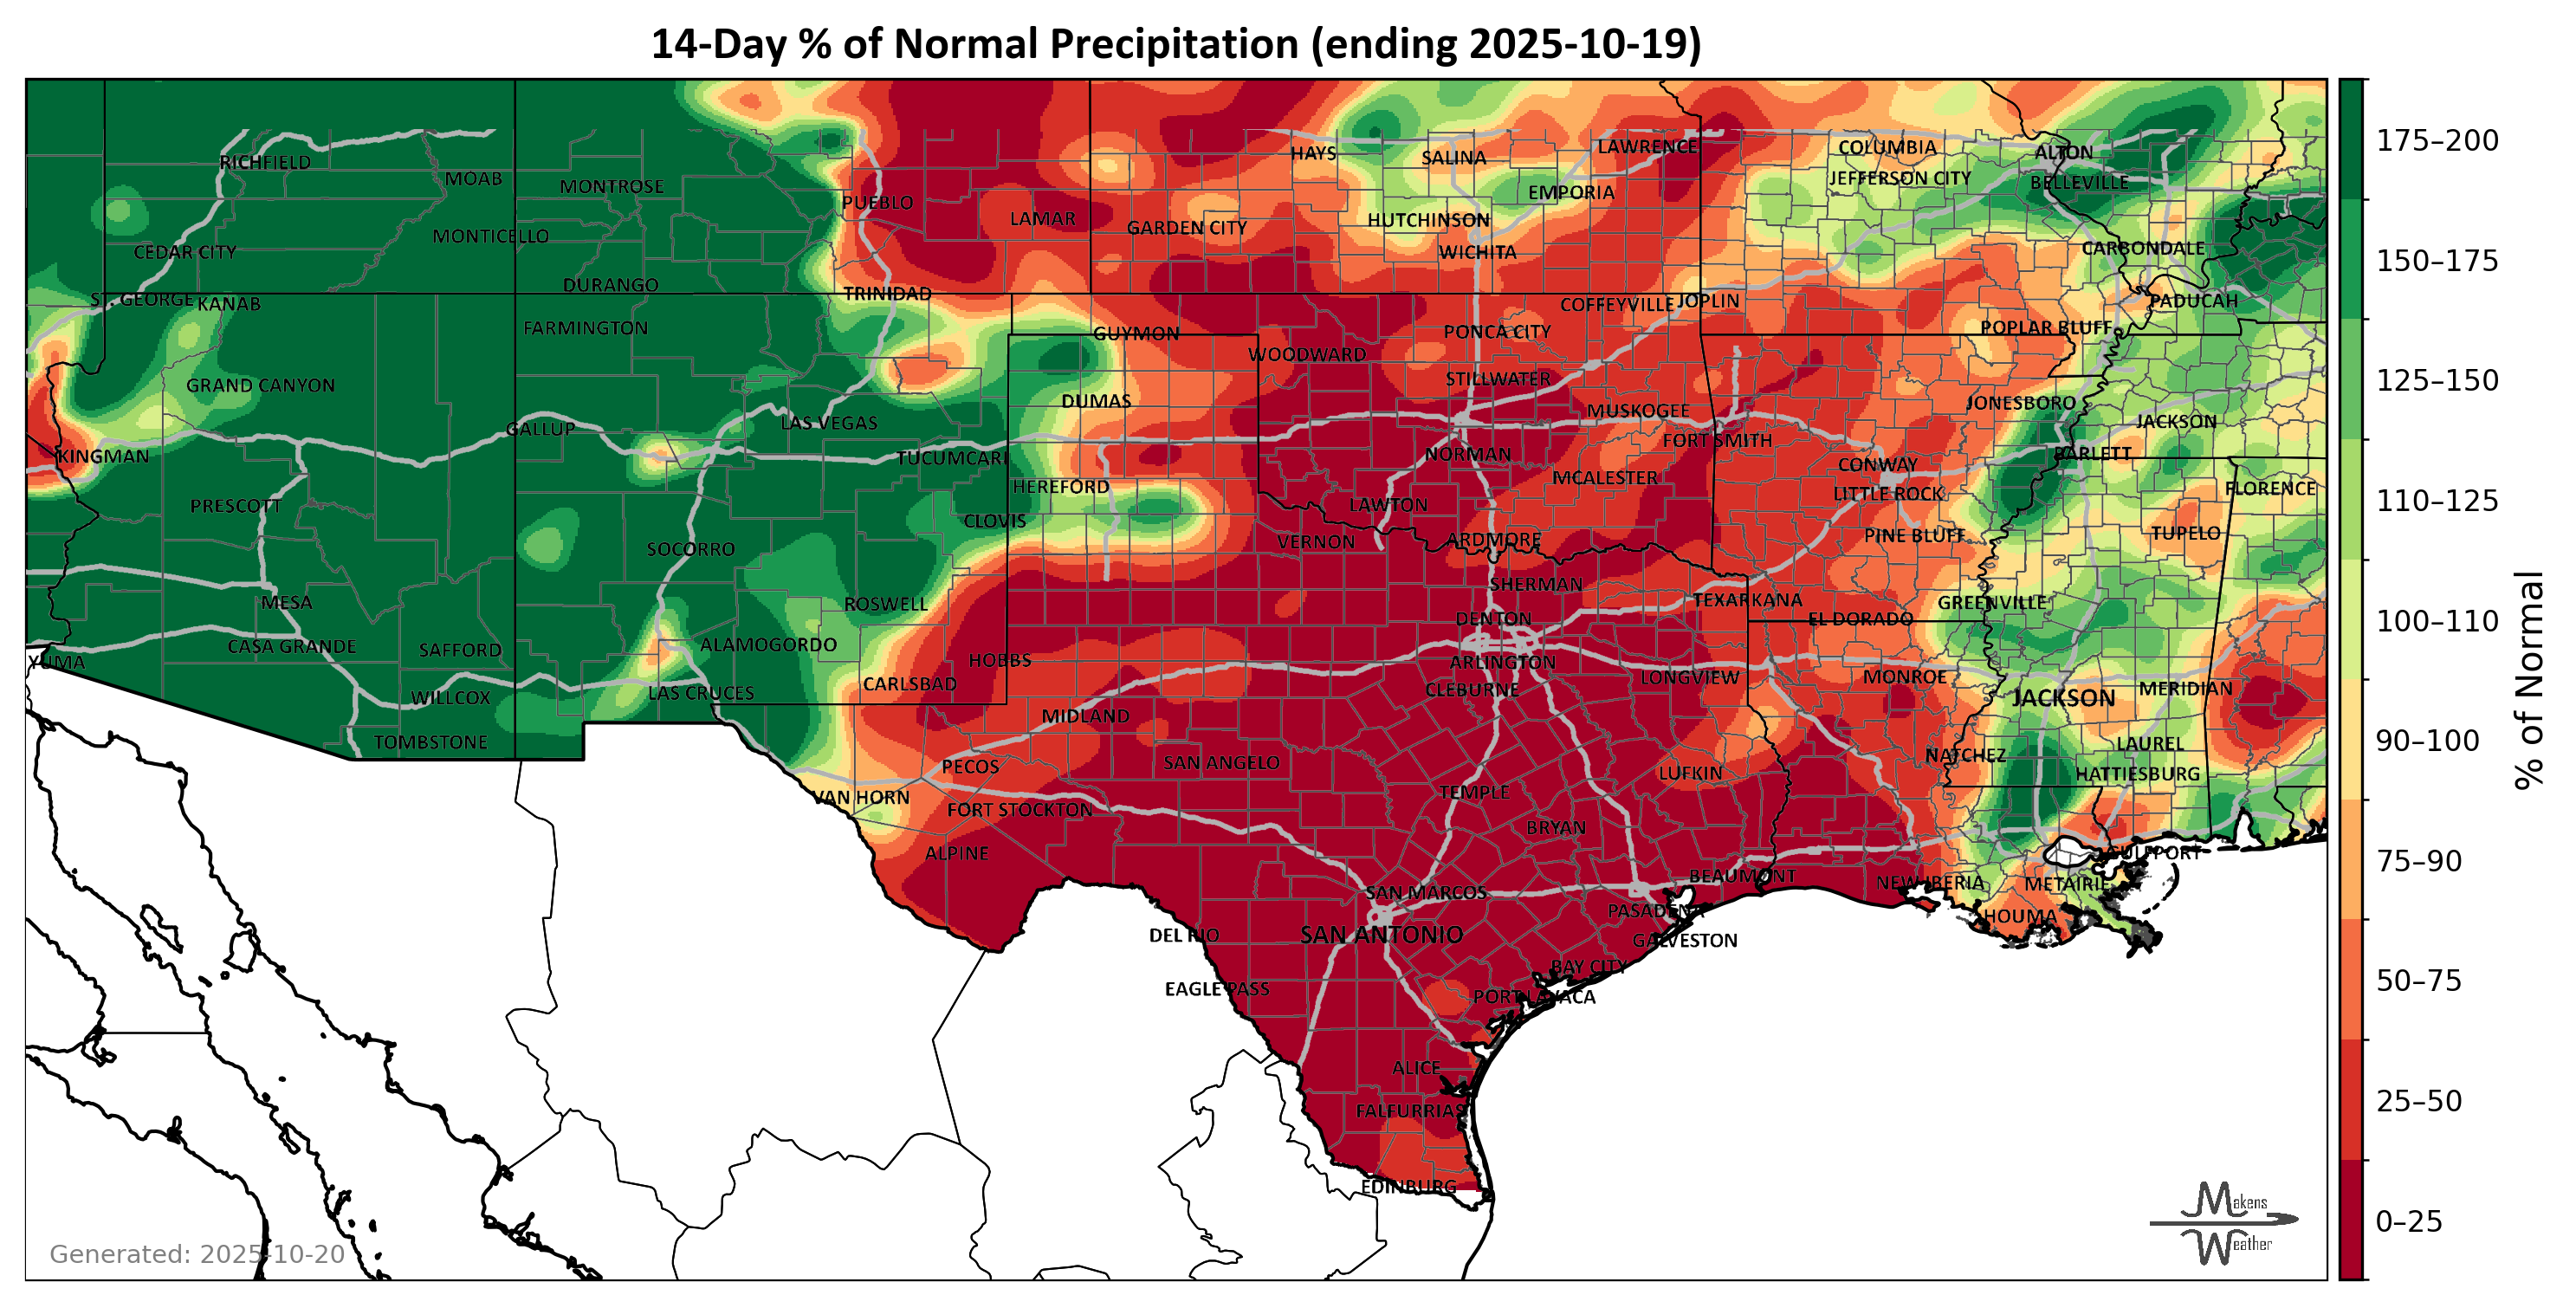 14-Day % of Normal Precipitation (ending 2025-10-19)
RICHFIELD
MOAB
MONTROSE
PUEBLO
LAMAR
HAYS
SALINA
LAWRENCE
COLUMBIA
ALTON
JEFFERSON CITY
BELLEVILLE
EMPORIA
GARDEN CITY
HUTCHINSON
WICHITA
CEDAR CITY
MONTICELLO
CARBONDALE
DURANGO
TRINIDAD
ST. GEORGE
KANAB
COFFEYVILLE
JOPLIN
PADUCAH
FARMINGTON
GUYMON
PONCA CITY
POPLAR BLUFF
WOODWARD
GRAND CANYON
STILLWATER
DUMAS
MUSKOGEE
JONESBORO
GALLUP
LAS VEGAS
JACKSON
FORT SMITH
KINGMAN
TUCUMCARI
NORMAN
BARLETT
CONWAY
MCALESTER
HEREFORD
LITTLE ROCK
FLORENCE
PRESCOTT
LAWTON
CLOVIS
PINE BLUFF
TUPELO
SOCORRO
VERNON
ARDMORE
SHERMAN
MESA
ROSWELL
TEXARKANA
GREENVILLE
DENTON
EL DORADO
CASA GRANDE
SAFFORD
ALAMOGORDO
YUMA
HOBBS
ARLINGTON
LONGVIEW
MONROE
CARLSBAD
CLEBURNE
MERIDIAN
WILLCOX
LAS CRUCES
JACKSON
MIDLAND
TOMBSTONE
LAUREL
NATCHEZ
PECOS
SAN ANGELO
LUFKIN
HATTIESBURG
VAN HORN
FORT STOCKTON
TEMPLE
BRYAN
ALPINE
GULFPORT
BEAUMONT
NEW IBERIA
METAIRIE
SAN MARCOS
PASADENA
HOUMA
DEL RIO
SAN ANTONIO
GALVESTON
BAY CITY
EAGLE PASS
PORT LAVACA
ALICE
FALFURRIAS
EDINBURG
Generated: 2025-10-20
Makens
Weather
175–200
150–175
125–150
110–125
100–110
90–100
75–90
50–75
25–50
0–25
% of Normal